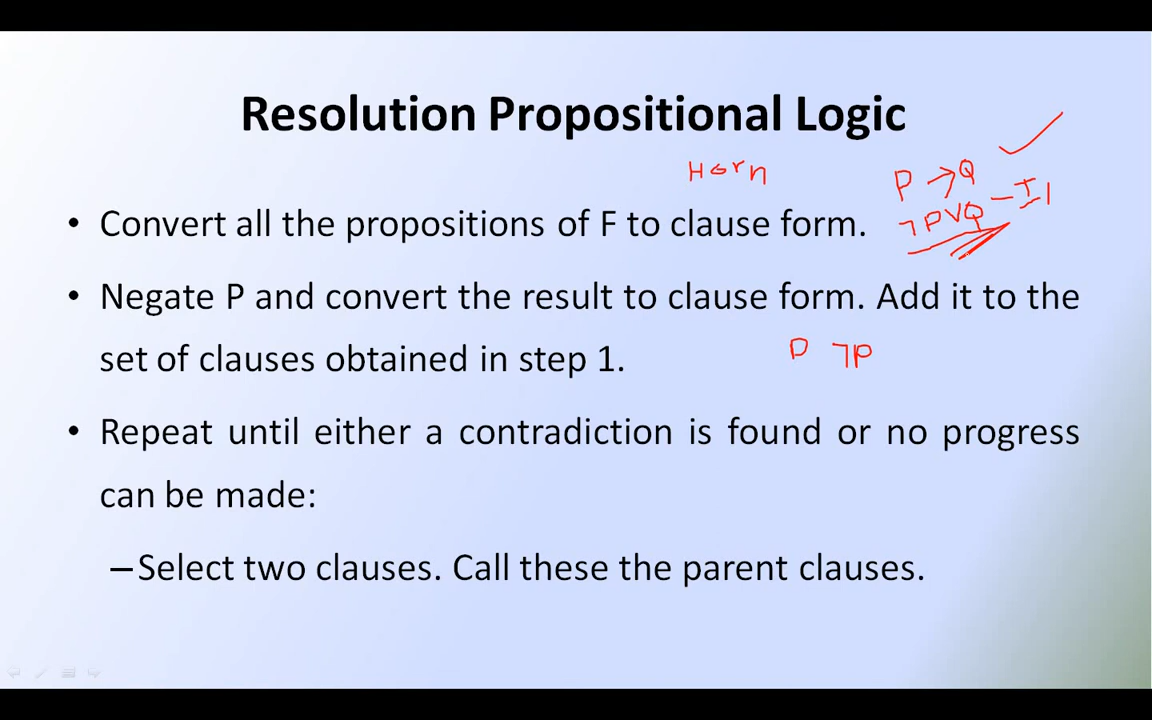 Resolution Propositional Logic
Horn
P → Q
• Convert all the propositions of F to clause form.
¬P∨Q – II
• Negate P and convert the result to clause form. Add it to the
set of clauses obtained in step 1.
P ¬P
• Repeat until either a contradiction is found or no progress
can be made:
–Select two clauses. Call these the parent clauses.